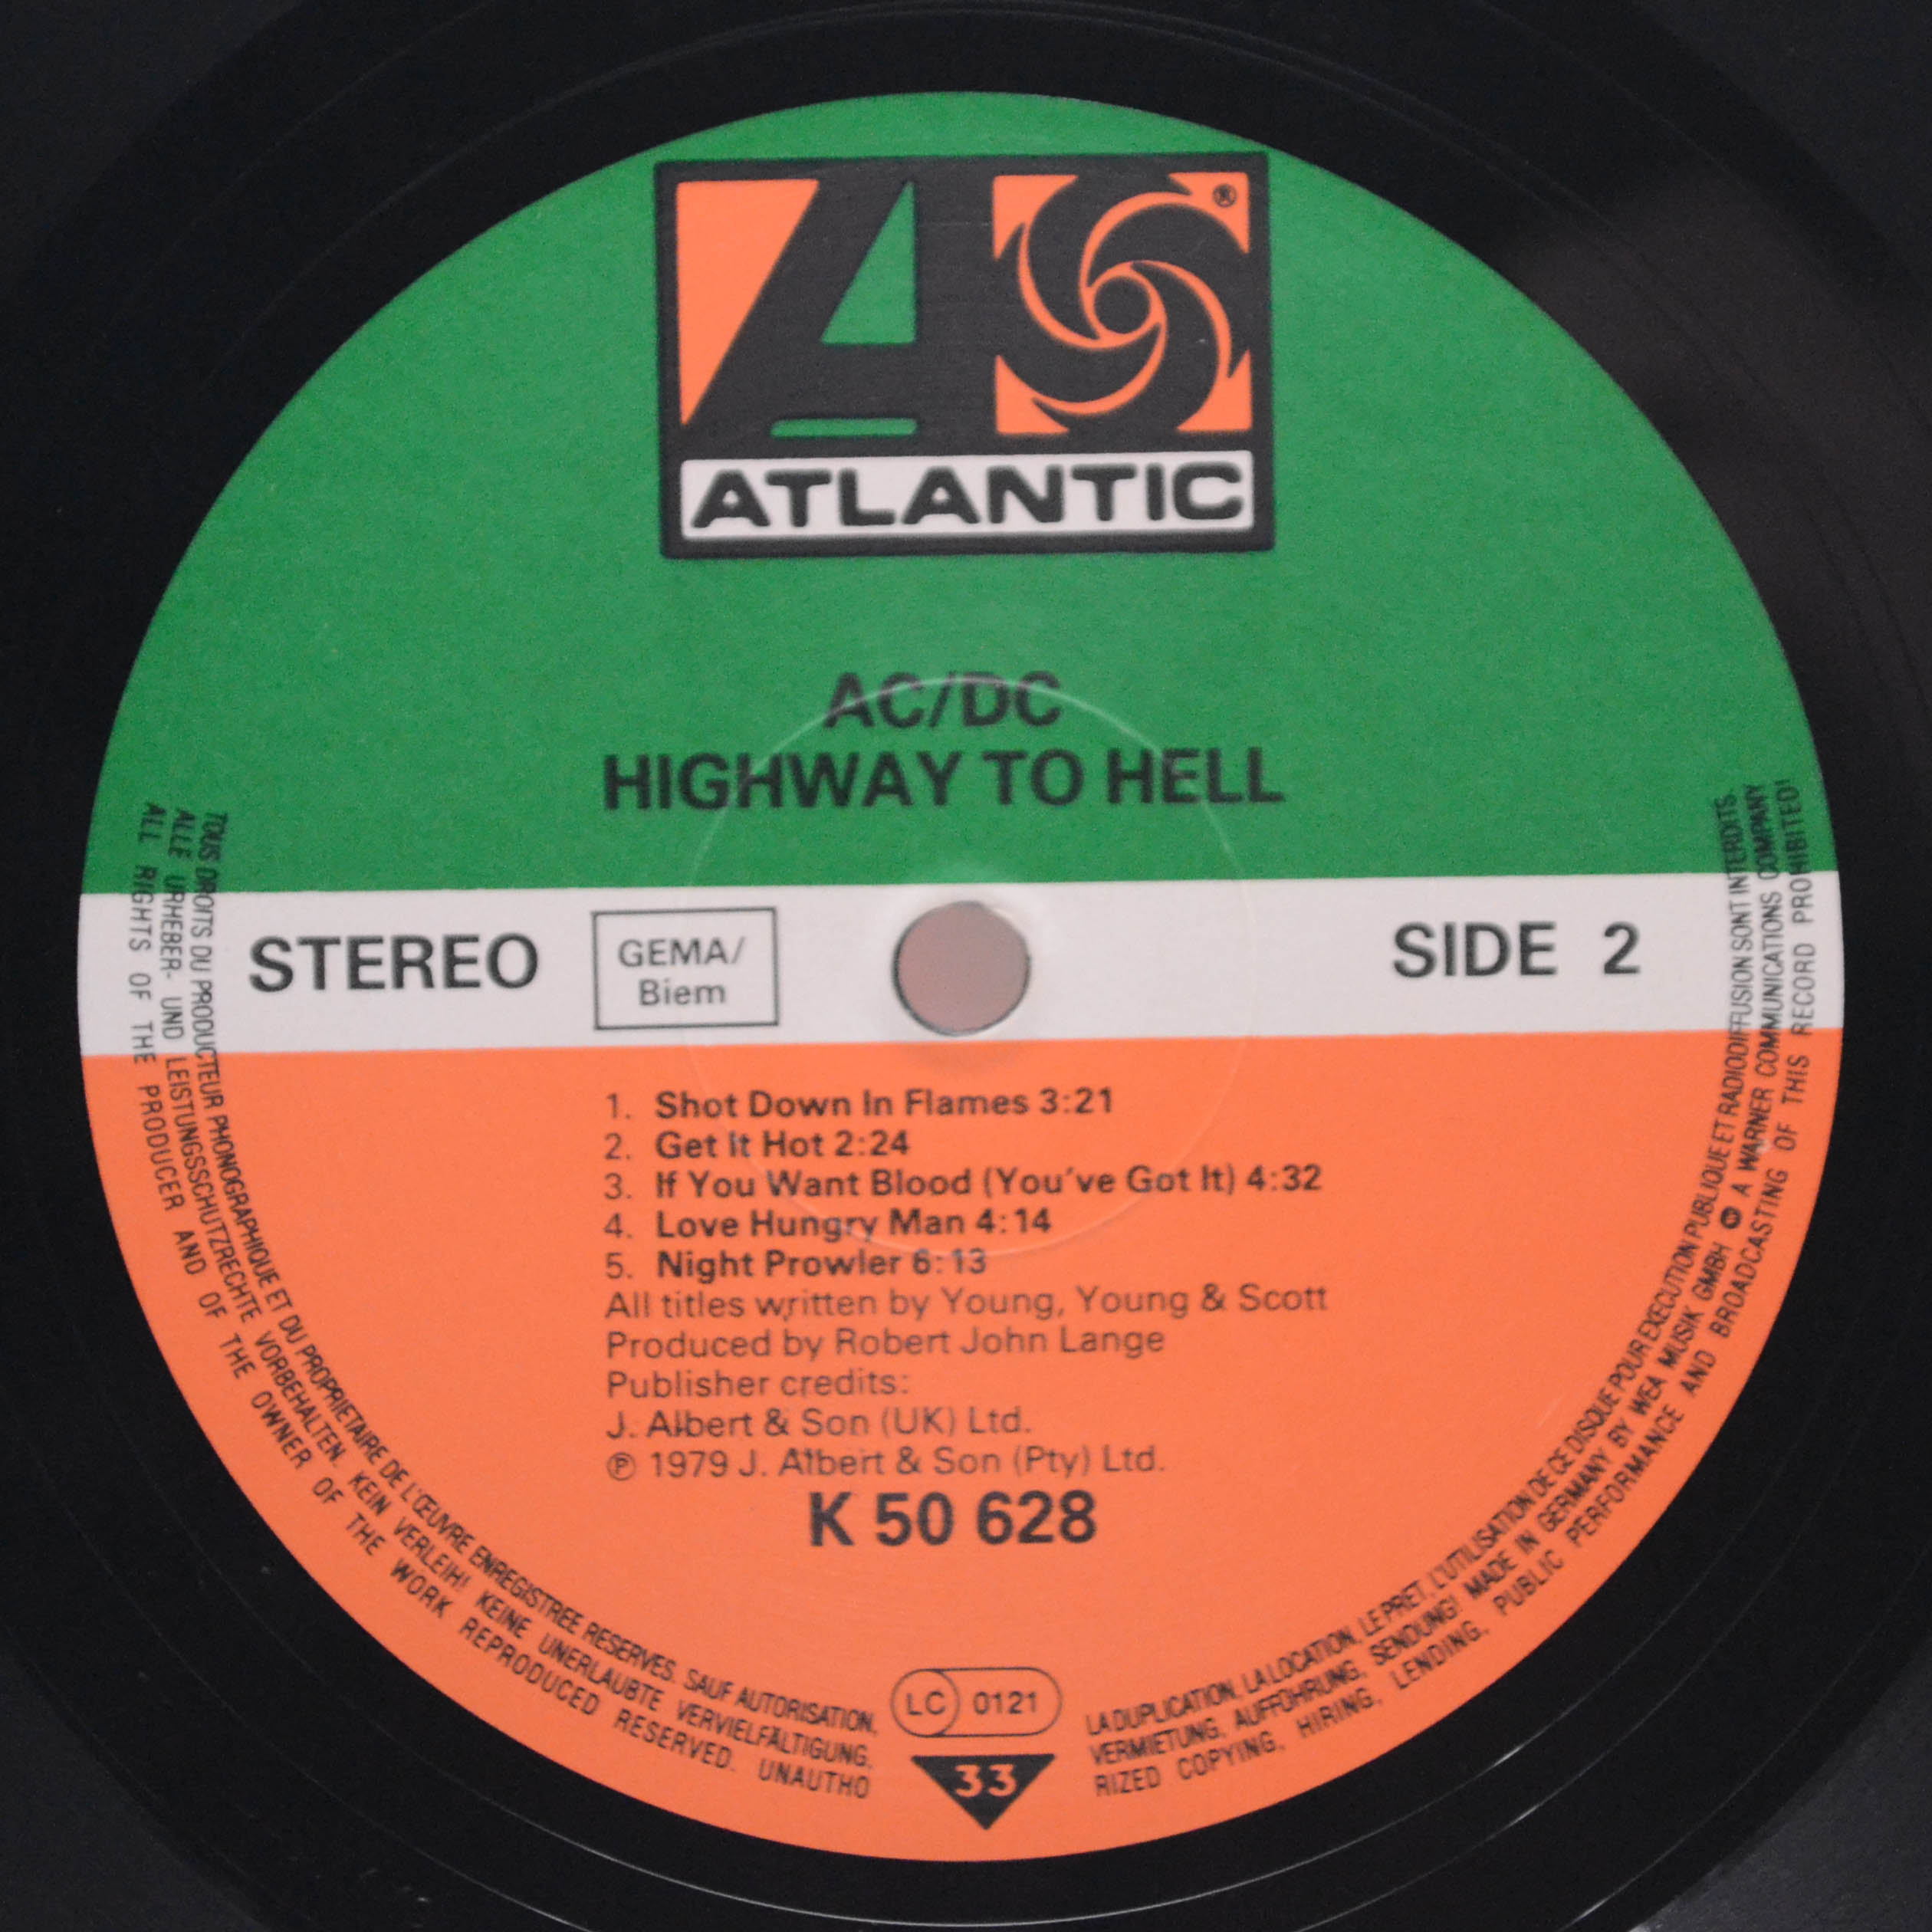 ®
ATLANTIC
AC/DC
HIGHWAY TO HELL
STEREO
GEMA/
Biem
SIDE 2
1. Shot Down In Flames 3:21
2. Get It Hot 2:24
3. If You Want Blood (You've Got It) 4:32
4. Love Hungry Man 4:14
5. Night Prowler 6:13
All titles written by Young, Young & Scott
Produced by Robert John Lange
Publisher credits:
J. Albert & Son (UK) Ltd.
℗ 1979 J. Albert & Son (Pty) Ltd.
K 50 628
LC 0121
33
TOUS DROITS DU PRODUCTEUR PHONOGRAPHIQUE ET DU PROPRIETAIRE DE L'ŒUVRE ENREGISTREE RESERVES. SAUF AUTORISATION, LA DUPLICATION, LA LOCATION, LE PRET, L'UTILISATION DE CE DISQUE POUR EXECUTION PUBLIQUE ET RADIODIFFUSION SONT INTERDITS.
ALLE URHEBER- UND LEISTUNGSSCHUTZRECHTE VORBEHALTEN. KEIN VERLEIH! KEINE UNERLAUBTE VERVIELFÄLTIGUNG, VERMIETUNG, AUFFÜHRUNG, SENDUNG! MADE IN GERMANY BY WEA MUSIK GMBH A WARNER COMMUNICATIONS COMPANY
ALL RIGHTS OF THE PRODUCER AND OF THE OWNER OF THE WORK REPRODUCED RESERVED. UNAUTHORIZED COPYING, HIRING, LENDING, PUBLIC PERFORMANCE AND BROADCASTING OF THIS RECORD PROHIBITED!